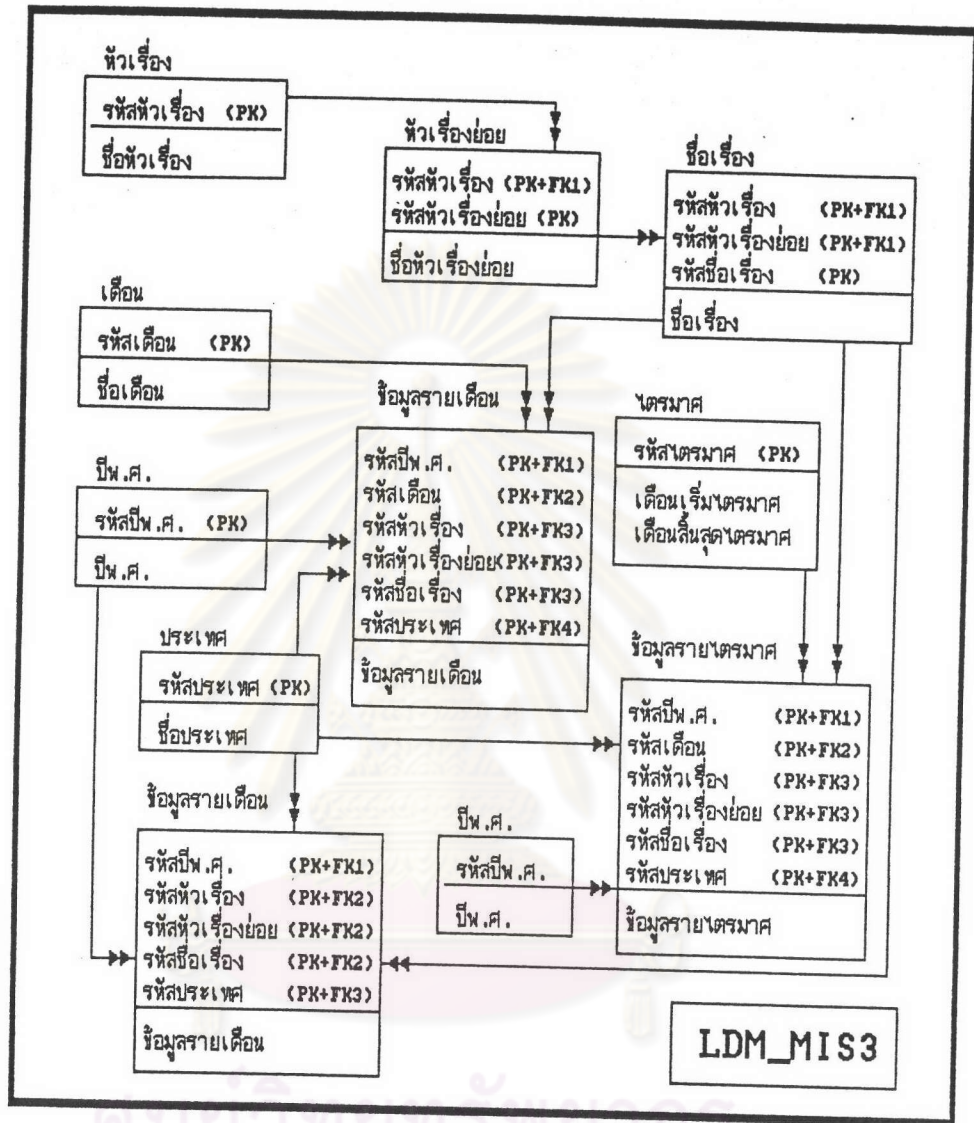 หัวเรื่อง
รหัสหัวเรื่อง (PK)
ชื่อหัวเรื่อง
หัวเรื่องย่อย
รหัสหัวเรื่อง (PK+FK1)
รหัสหัวเรื่องย่อย (PK)
ชื่อหัวเรื่องย่อย
ชื่อเรื่อง
รหัสหัวเรื่อง (PK+FK1)
รหัสหัวเรื่องย่อย (PK+FK1)
รหัสชื่อเรื่อง (PK)
ชื่อเรื่อง
เดือน
รหัสเดือน (PK)
ชื่อเดือน
ข้อมูลรายเดือน
รหัสปีพ.ศ. (PK+FK1)
รหัสเดือน (PK+FK2)
รหัสหัวเรื่อง (PK+FK3)
รหัสหัวเรื่องย่อย(PK+FK3)
รหัสชื่อเรื่อง (PK+FK3)
รหัสประเทศ (PK+FK4)
ข้อมูลรายเดือน
ไตรมาศ
รหัสไตรมาศ (PK)
เดือนเริ่มไตรมาศ
เดือนสิ้นสุดไตรมาศ
ปีพ.ศ.
รหัสปีพ.ศ. (PK)
ปีพ.ศ.
ประเทศ
รหัสประเทศ (PK)
ชื่อประเทศ
ข้อมูลรายไตรมาศ
รหัสปีพ.ศ. (PK+FK1)
รหัสเดือน (PK+FK2)
รหัสหัวเรื่อง (PK+FK3)
รหัสหัวเรื่องย่อย (PK+FK3)
รหัสชื่อเรื่อง (PK+FK3)
รหัสประเทศ (PK+FK4)
ข้อมูลรายไตรมาศ
ข้อมูลรายเดือน
รหัสปีพ.ศ. (PK+FK1)
รหัสหัวเรื่อง (PK+FK2)
รหัสหัวเรื่องย่อย (PK+FK2)
รหัสชื่อเรื่อง (PK+FK2)
รหัสประเทศ (PK+FK3)
ข้อมูลรายเดือน
ปีพ.ศ.
รหัสปีพ.ศ.
ปีพ.ศ.
LDM_MIS3